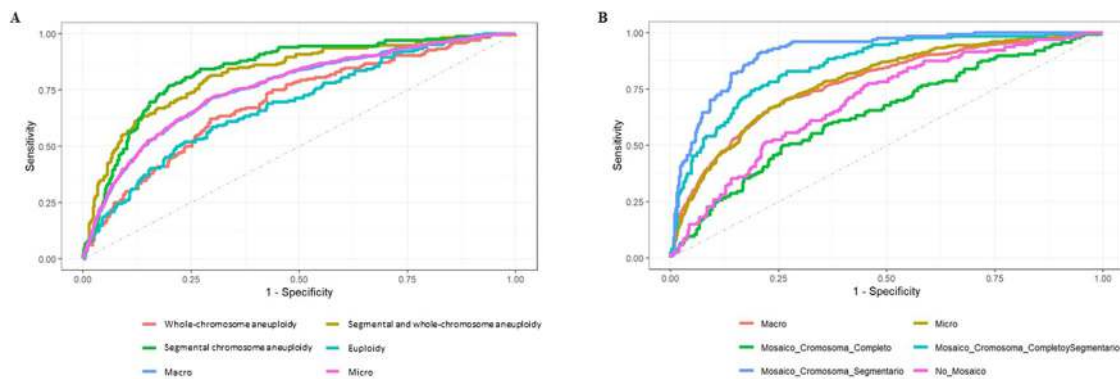 A
B
1.00
0.75
0.50
0.25
0.00
Sensitivity
0.00 0.25 0.50 0.75 1.00
1 - Specificity
Whole-chromosome aneuploidy
Segmental and whole-chromosome aneuploidy
Segmental chromosome aneuploidy
Euploidy
Macro
Micro
1.00
0.75
0.50
0.25
0.00
Sensitivity
0.00 0.25 0.50 0.75 1.00
1 - Specificity
Macro
Micro
Mosaico_Cromosoma_Completo
Mosaico_Cromosoma_CompletoySegmentario
Mosaico_Cromosoma_Segmentario
No_Mosaico